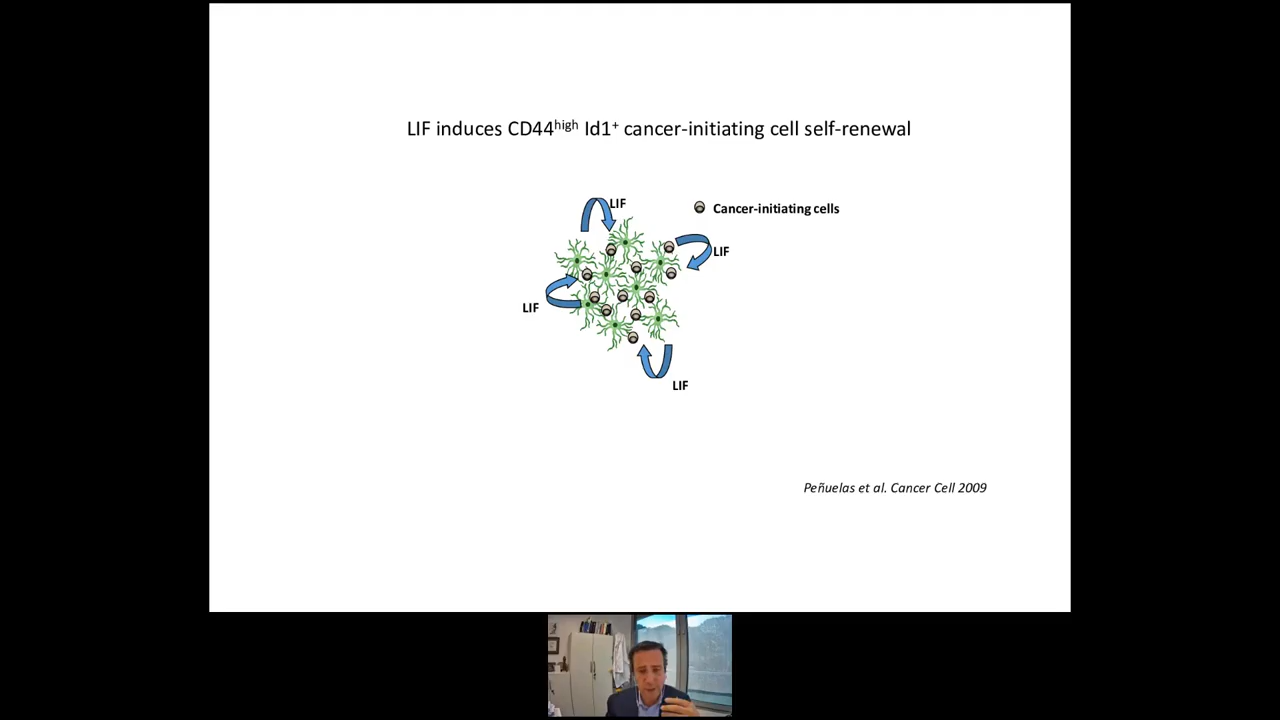 LIF induces CD44high Id1+ cancer-initiating cell self-renewal
LIF
Cancer-initiating cells
LIF
LIF
LIF
Peñuelas et al. Cancer Cell 2009